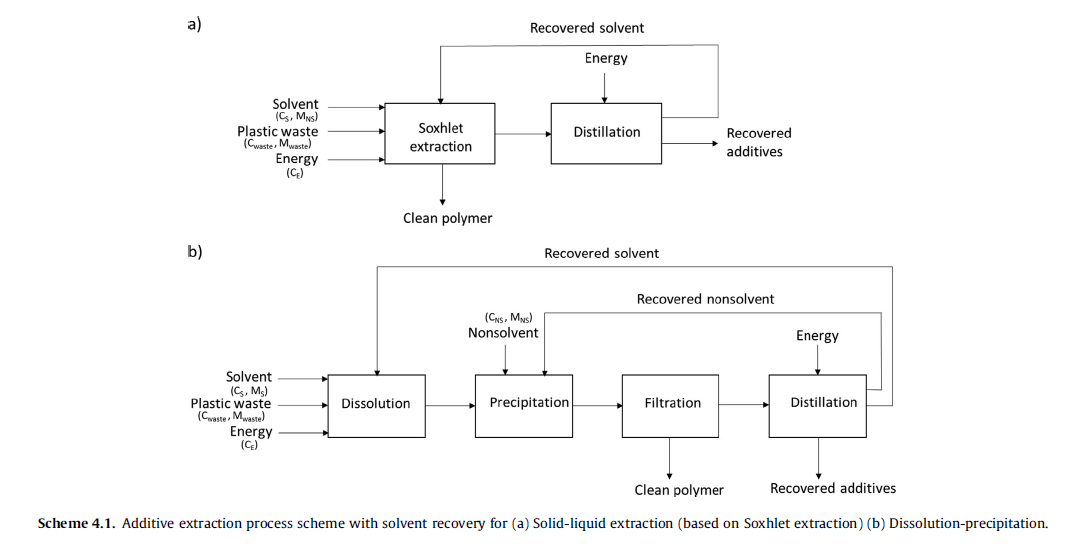 a)
Recovered solvent
Energy
Solvent
(CS, MNS)
Plastic waste
(Cwaste, Mwaste)
Energy
(CE)
Soxhlet
extraction
Distillation
Recovered
additives
Clean polymer
b)
Recovered solvent
Recovered nonsolvent
(CNS, MNS)
Nonsolvent
Energy
Solvent
(CS, MS)
Plastic waste
(Cwaste, Mwaste)
Energy
(CE)
Dissolution
Precipitation
Filtration
Distillation
Clean polymer
Recovered additives
Scheme 4.1. Additive extraction process scheme with solvent recovery for (a) Solid-liquid extraction (based on Soxhlet extraction) (b) Dissolution-precipitation.